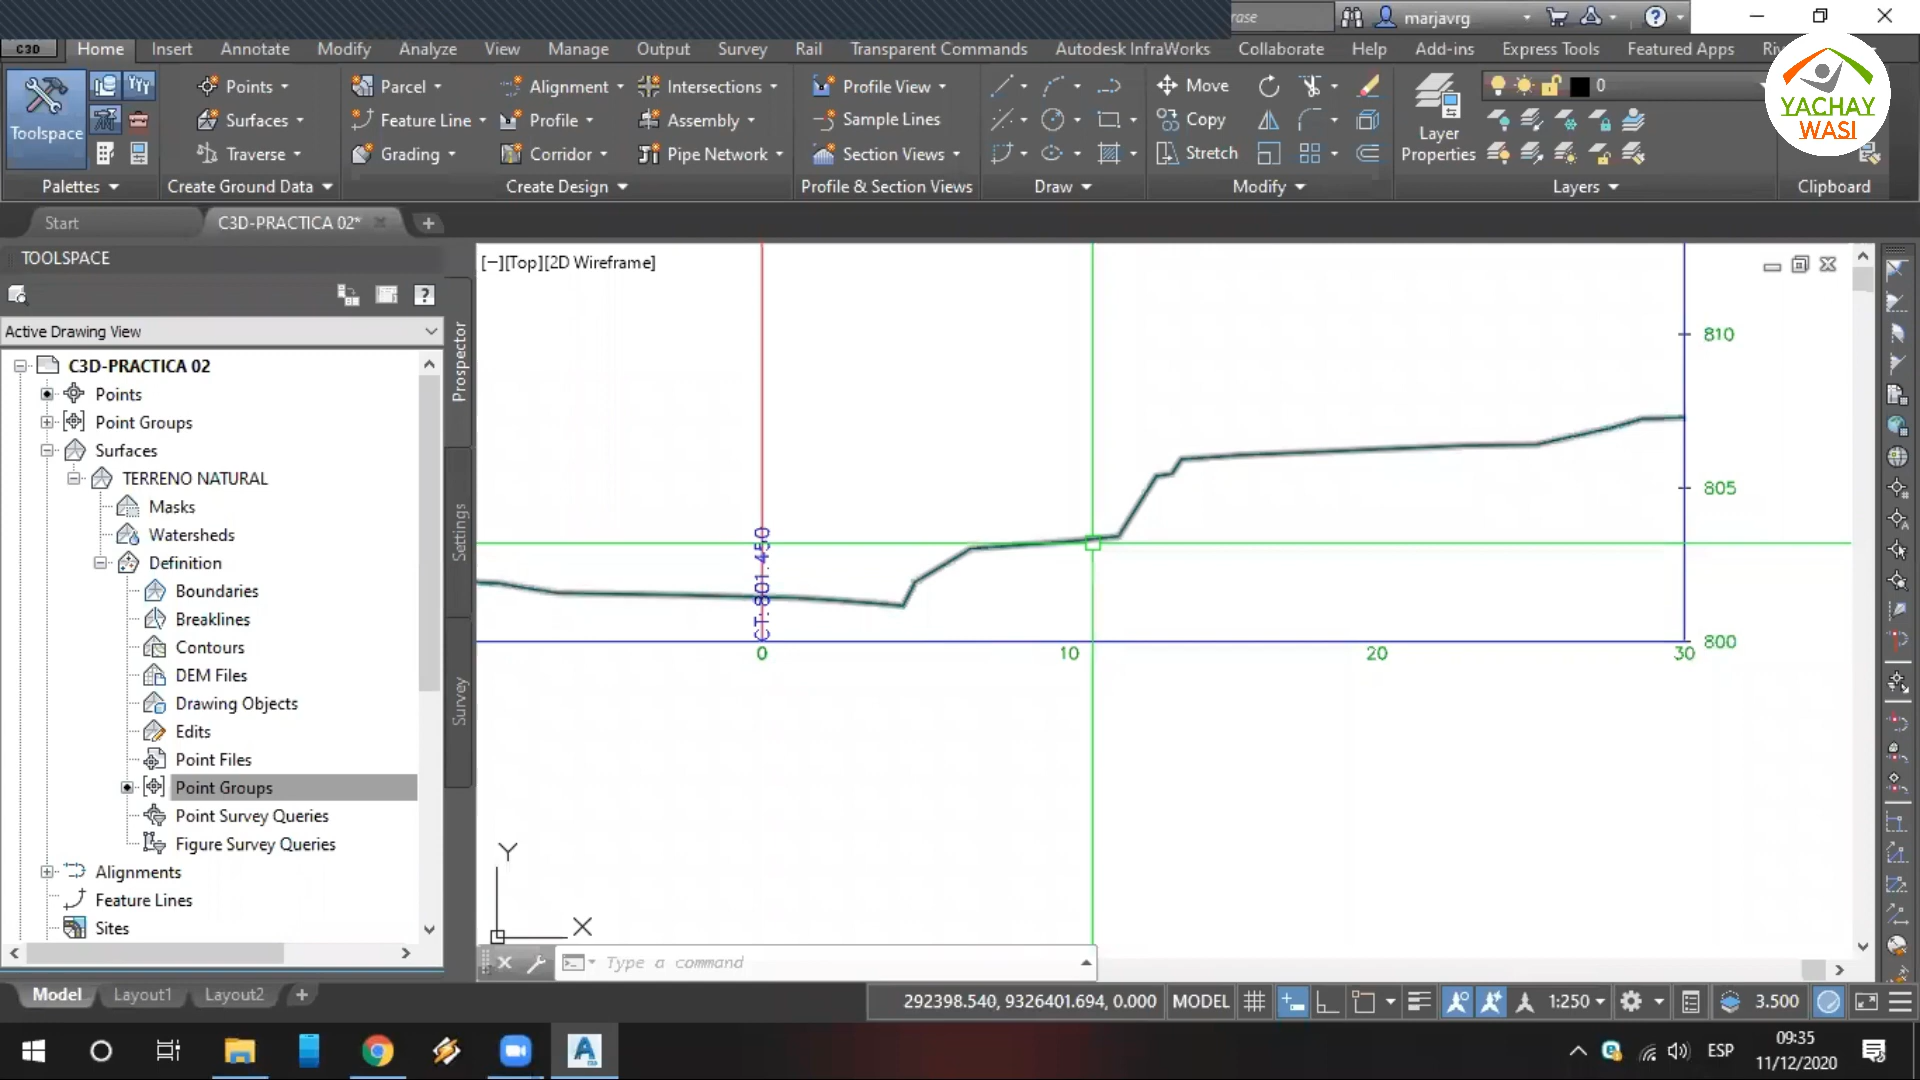 rase
marjavrg
C3D
Home Insert Annotate Modify Analyze View Manage Output Survey Rail Transparent Commands Autodesk InfraWorks Collaborate Help Add-ins Express Tools Featured Apps
YACHAY
WASI
Toolspace
Points
Surfaces
Traverse
Parcel
Feature Line
Grading
Alignment
Profile
Corridor
Intersections
Assembly
Pipe Network
Profile View
Sample Lines
Section Views
Move
Copy
Stretch
Layer
Properties
0
Palettes
Create Ground Data
Create Design
Profile & Section Views
Draw
Modify
Layers
Clipboard
Start
C3D-PRACTICA 02*
TOOLSPACE
Active Drawing View
C3D-PRACTICA 02
Points
Point Groups
Surfaces
TERRENO NATURAL
Masks
Watersheds
Definition
Boundaries
Breaklines
Contours
DEM Files
Drawing Objects
Edits
Point Files
Point Groups
Point Survey Queries
Figure Survey Queries
Alignments
Feature Lines
Sites
Prospector
Settings
Survey
[−][Top][2D Wireframe]
810
805
800
CT:801.450
0
10
20
30
Y
X
Type a command
Model
Layout1
Layout2
292398.540, 9326401.694, 0.000
MODEL
1:250
3.500
ESP
09:35
11/12/2020